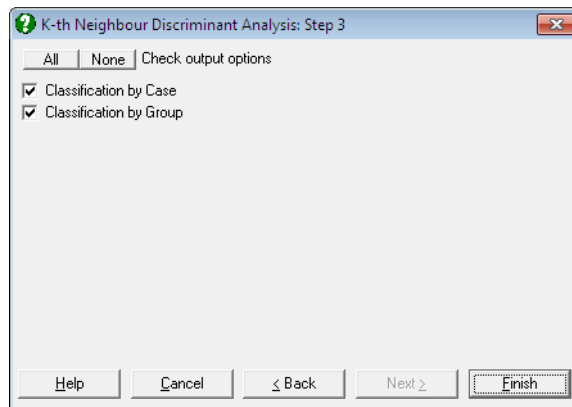 K-th Neighbour Discriminant Analysis: Step 3
All None Check output options
Classification by Case
Classification by Group
Help Cancel < Back Next > Finish